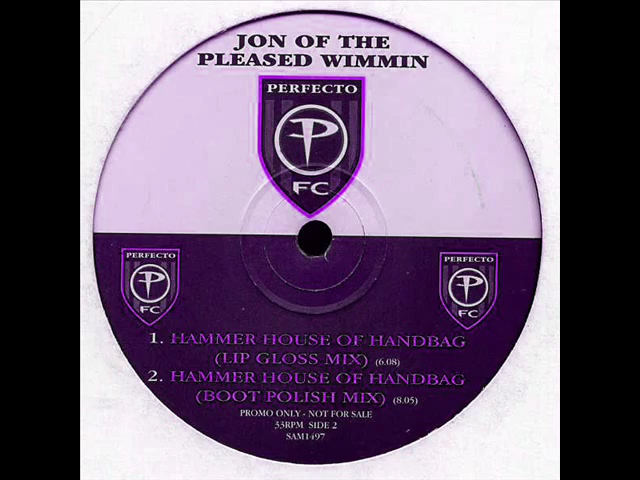 JON OF THE
PLEASED WIMMIN
PERFECTO
P
FC
PERFECTO
P
FC
PERFECTO
P
FC
1. HAMMER HOUSE OF HANDBAG
(LIP GLOSS MIX) (6.08)
2. HAMMER HOUSE OF HANDBAG
(BOOT POLISH MIX) (8.05)
PROMO ONLY - NOT FOR SALE
33RPM SIDE 2
SAM1497